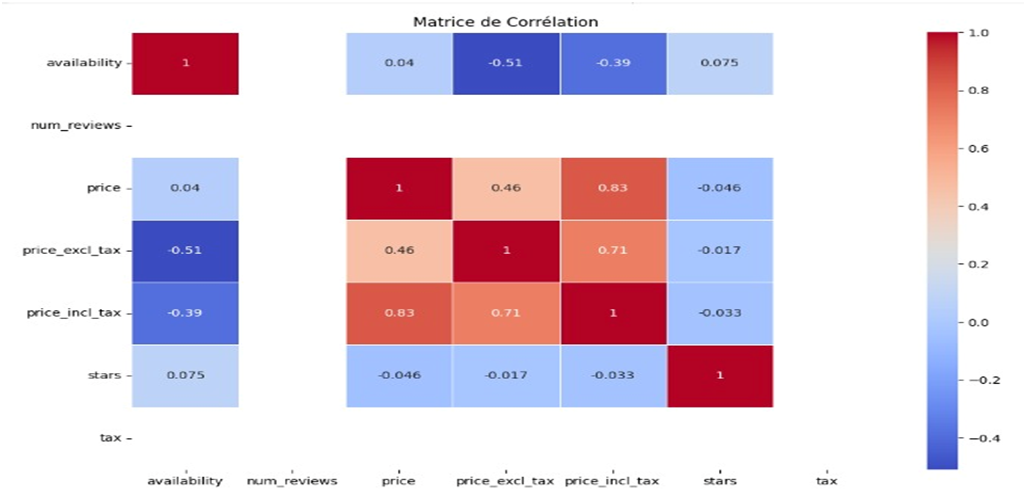 Matrice de Corrélation
availability 1 0.04 -0.51 -0.39 0.075
num_reviews
price 0.04 1 0.46 0.83 -0.046
price_excl_tax -0.51 0.46 1 0.71 -0.017
price_incl_tax -0.39 0.83 0.71 1 -0.033
stars 0.075 -0.046 -0.017 -0.033 1
tax
availability num_reviews price price_excl_tax price_incl_tax stars tax
1.0
0.8
0.6
0.4
0.2
0.0
−0.2
−0.4